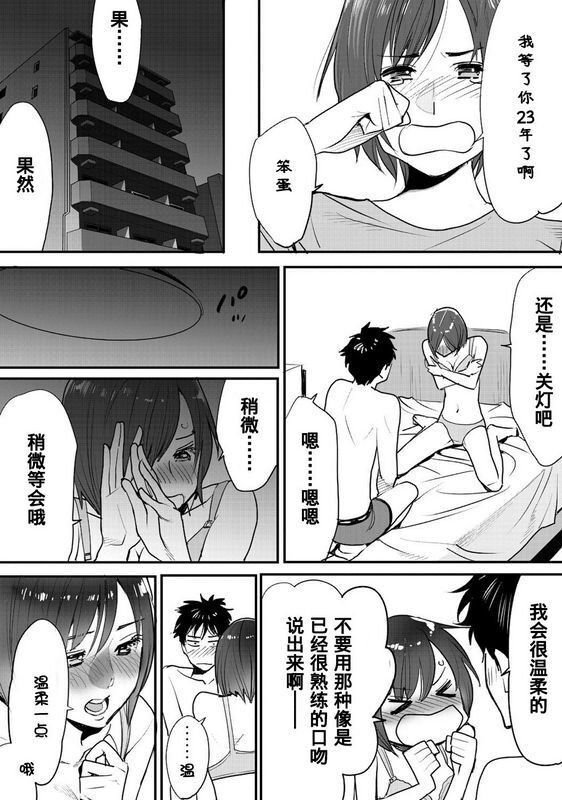 我等了你23年了啊
笨蛋
果……
果然
还是……关灯吧
嗯……嗯嗯
稍微…
稍微等会哦
我会很温柔的
不要用那种像是
已经很熟练的口吻
说出来啊——
……温
温柔一点
哦